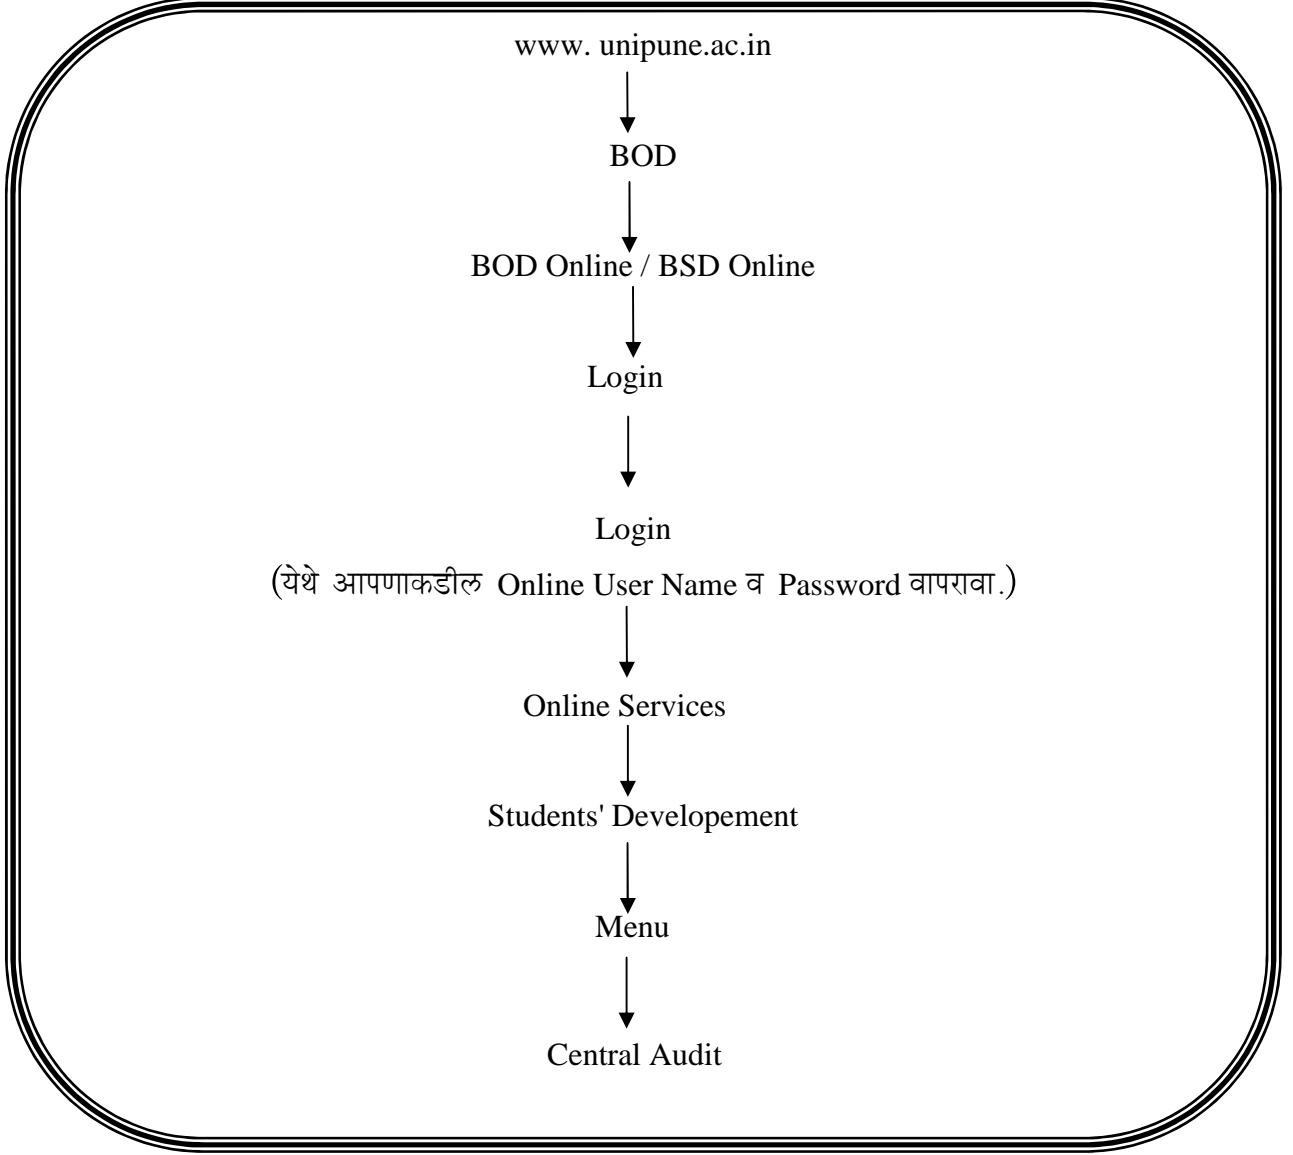 www. unipune.ac.in
BOD
BOD Online / BSD Online
Login
Login
(येथे आपणाकडील Online User Name व Password वापरावा.)
Online Services
Students' Developement
Menu
Central Audit